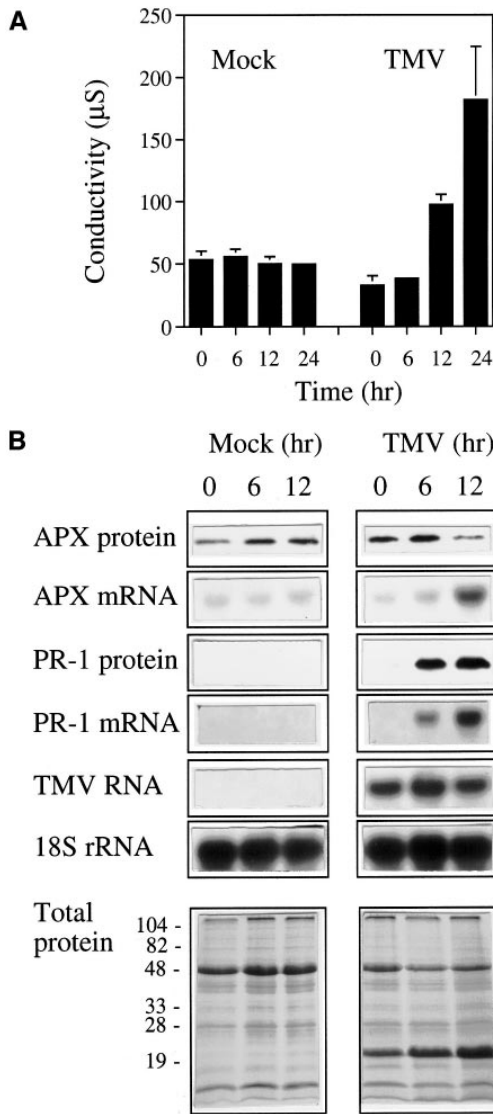 A
250
200
150
100
50
0
Conductivity (µS)
Mock TMV
0 6 12 24 0 6 12 24
Time (hr)
B
Mock (hr) TMV (hr)
0 6 12 0 6 12
APX protein
APX mRNA
PR-1 protein
PR-1 mRNA
TMV RNA
18S rRNA
Total
protein
104 -
82 -
48 -
33 -
28 -
19 -